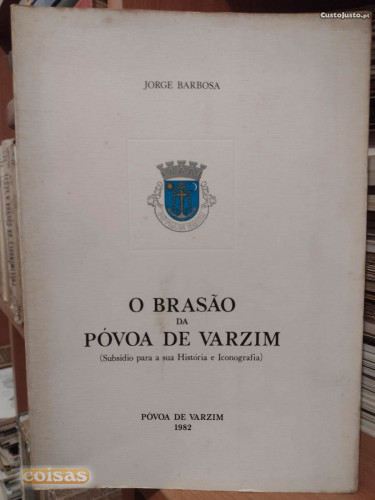 CustoJusto.pt
JORGE BARBOSA
O BRASÃO
DA
PÓVOA DE VARZIM
(Subsídio para a sua História e Iconografia)
PÓVOA DE VARZIM
1982
coisas